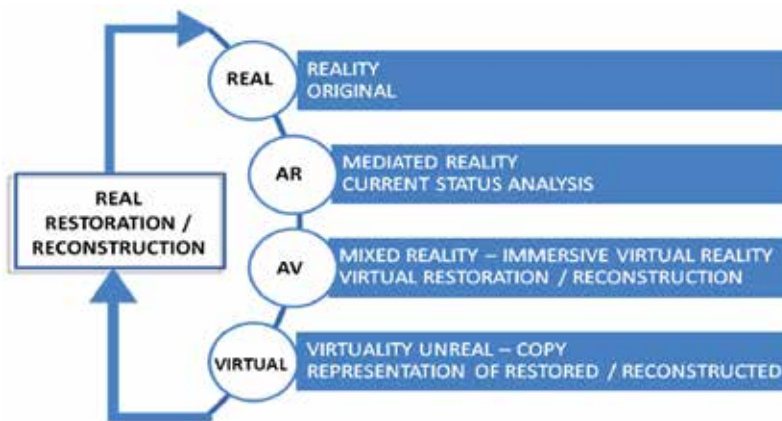 REAL
REALITY
ORIGINAL
AR
MEDIATED REALITY
CURRENT STATUS ANALYSIS
REAL
RESTORATION /
RECONSTRUCTION
AV
MIXED REALITY – IMMERSIVE VIRTUAL REALITY
VIRTUAL RESTORATION / RECONSTRUCTION
VIRTUAL
VIRTUALITY UNREAL – COPY
REPRESENTATION OF RESTORED / RECONSTRUCTED